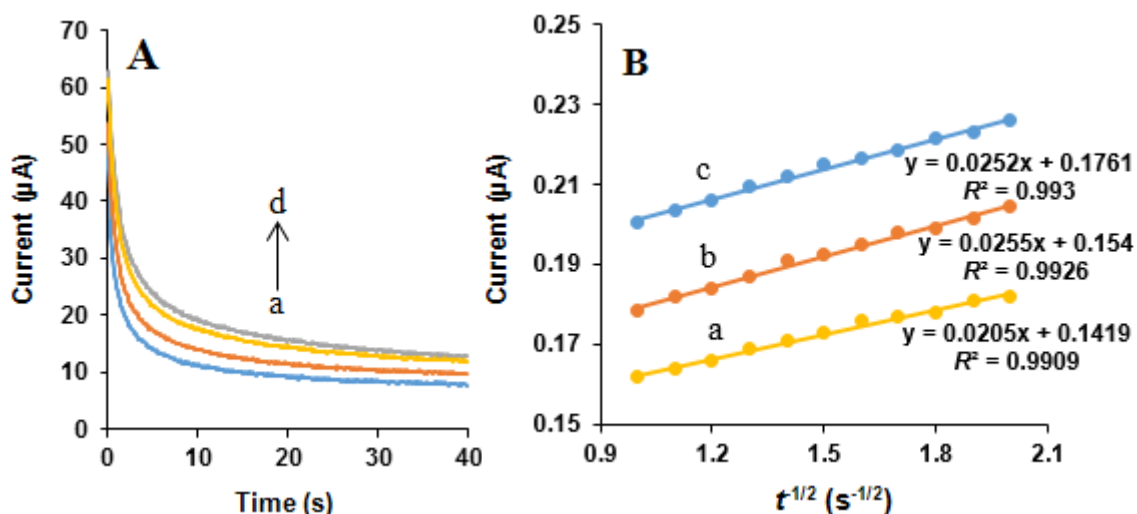 A
Current (µA)
70
60
50
40
30
20
10
0
d
a
0 10 20 30 40
Time (s)
B
Current (µA)
0.25
0.23
0.21
0.19
0.17
0.15
c
y = 0.0252x + 0.1761
R² = 0.993
b
y = 0.0255x + 0.154
R² = 0.9926
a
y = 0.0205x + 0.1419
R² = 0.9909
0.9 1.2 1.5 1.8 2.1
t^1/2 (s^-1/2)